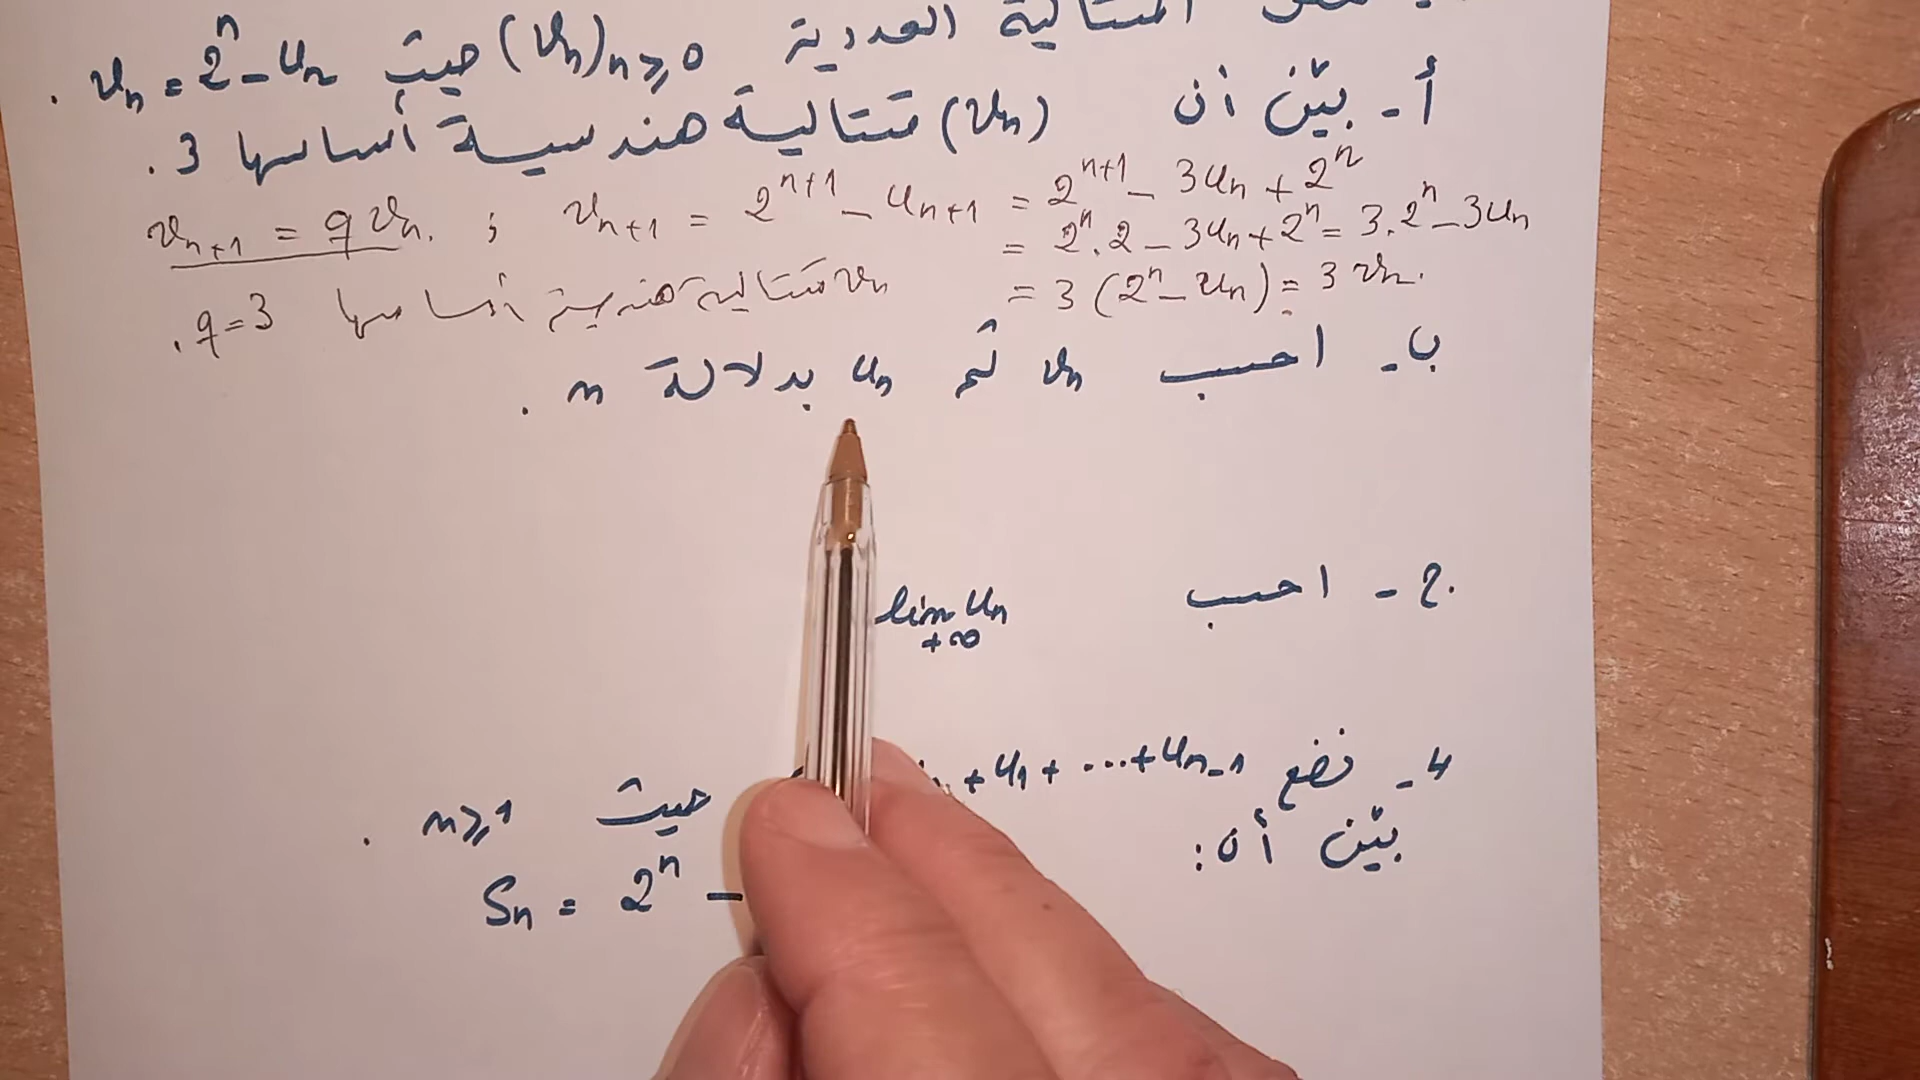 المتتالية العددية (vₙ)ₙ≥₀ حيث vₙ = 2ⁿ - uₙ .
أ - بيّن أن (vₙ) متتالية هندسية أساسها 3 .
vₙ₊₁ = q vₙ. ; vₙ₊₁ = 2ⁿ⁺¹ - uₙ₊₁ = 2ⁿ⁺¹ - 3uₙ + 2ⁿ
= 2ⁿ.2 - 3uₙ + 2ⁿ = 3.2ⁿ - 3uₙ
= 3 (2ⁿ - uₙ) = 3 vₙ.
vₙ متتالية هندسية أساسها q = 3 .
ب - احسب vₙ ثم uₙ بدلالة n .
احسب lim uₙ
+∞
4 - نضع + u₁ + ... + uₙ₋₁ حيث n ≥ 1 .
بيّن أن :
Sₙ = 2ⁿ -